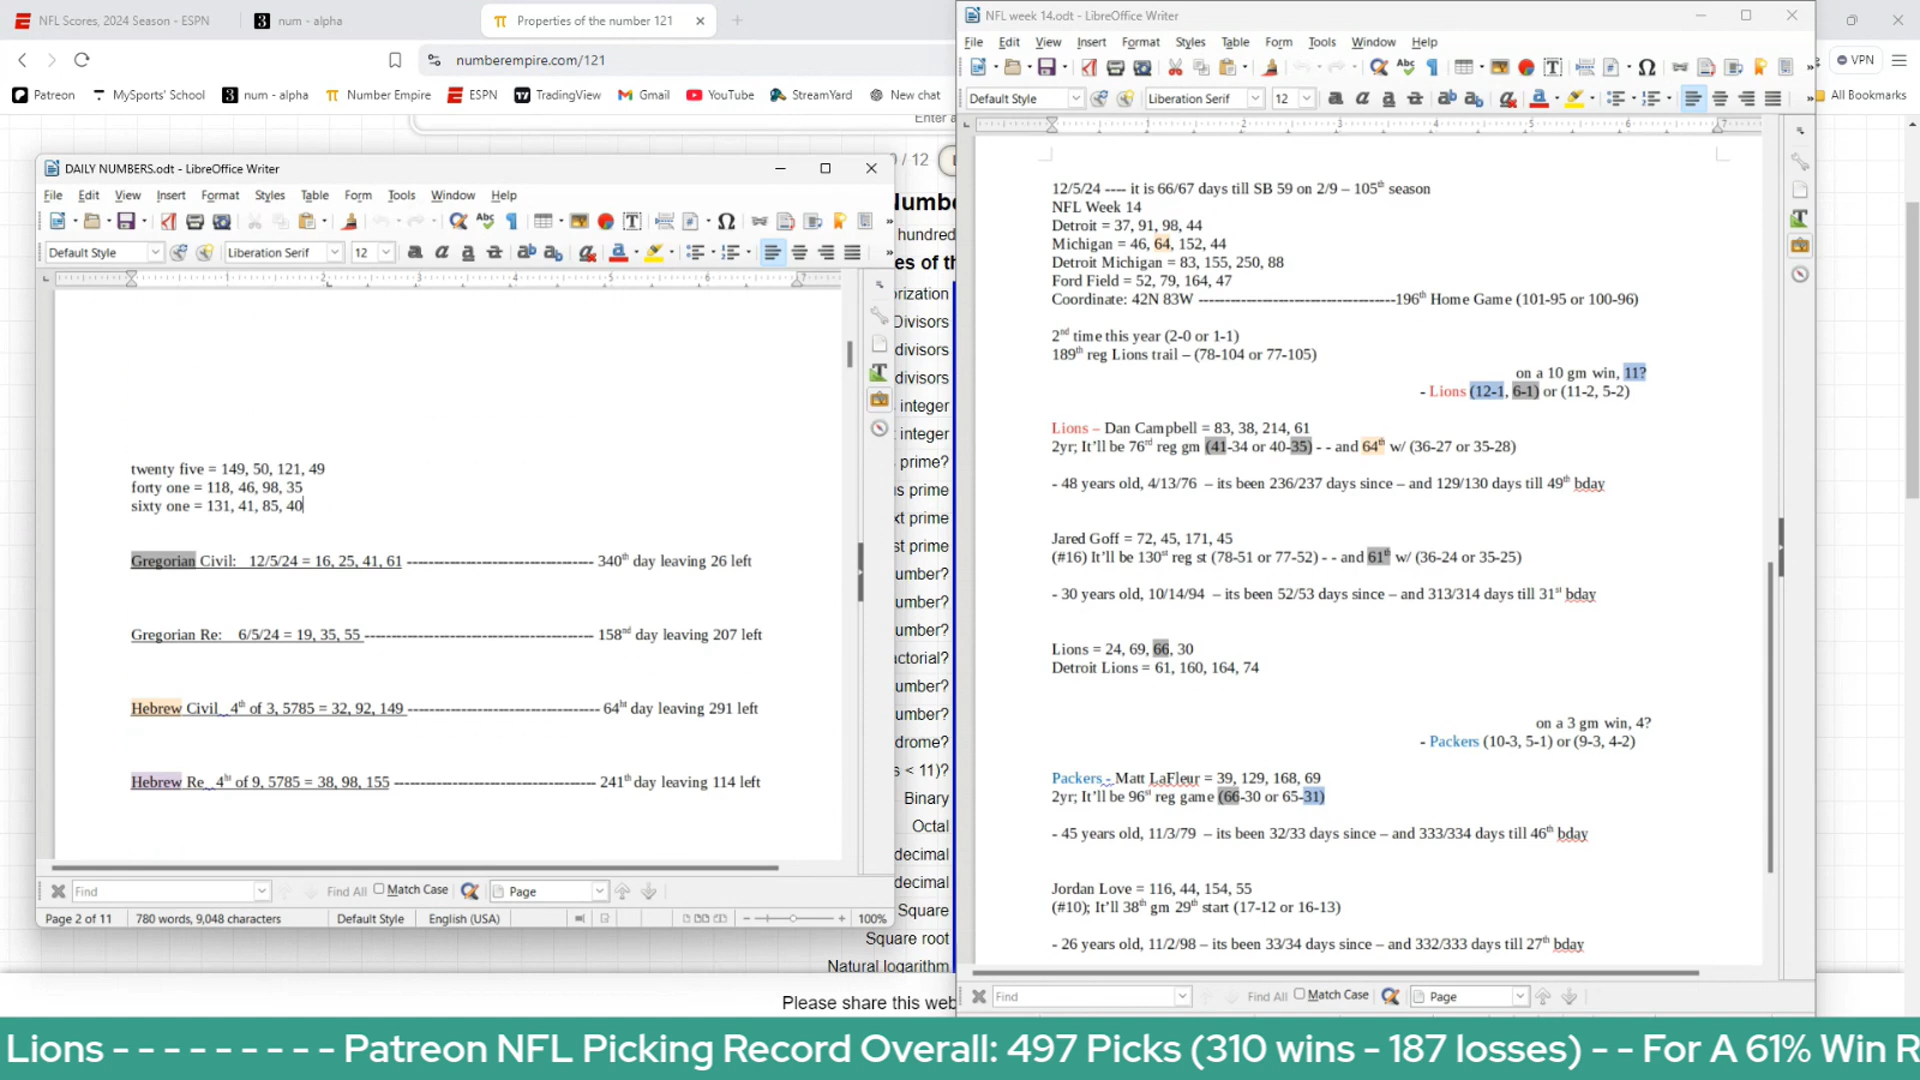 NFL Scores, 2024 Season - ESPN
num - alpha
Properties of the number 121
numberempire.com/121
VPN
Patreon
MySports' School
num - alpha
Number Empire
ESPN
TradingView
Gmail
YouTube
StreamYard
New chat
All Bookmarks
DAILY NUMBERS.odt - LibreOffice Writer
File Edit View Insert Format Styles Table Form Tools Window Help
Default Style
Liberation Serif
12
twenty five = 149, 50, 121, 49
forty one = 118, 46, 98, 35
sixty one = 131, 41, 85, 40
Gregorian Civil: 12/5/24 = 16, 25, 41, 61 ---------------------------------- 340th day leaving 26 left
Gregorian Re: 6/5/24 = 19, 35, 55 ------------------------------------------ 158nd day leaving 207 left
Hebrew Civil 4th of 3, 5785 = 32, 92, 149 ----------------------------------- 64ht day leaving 291 left
Hebrew Re 4ht of 9, 5785 = 38, 98, 155 ------------------------------------- 241th day leaving 114 left
Find
Find All
Match Case
Page
Page 2 of 11
780 words, 9,048 characters
Default Style
English (USA)
100%
/ 12
Divisors
divisors
divisors
integer
integer
prime?
prime
prime
prime
Binary
Octal
Square
Square root
Natural logarithm
Please share this web
NFL week 14.odt - LibreOffice Writer
File Edit View Insert Format Styles Table Form Tools Window Help
Default Style
Liberation Serif
12
12/5/24 ---- it is 66/67 days till SB 59 on 2/9 – 105th season
NFL Week 14
Detroit = 37, 91, 98, 44
Michigan = 46, 64, 152, 44
Detroit Michigan = 83, 155, 250, 88
Ford Field = 52, 79, 164, 47
Coordinate: 42N 83W ------------------------------------196th Home Game (101-95 or 100-96)
2nd time this year (2-0 or 1-1)
189th reg Lions trail – (78-104 or 77-105)
on a 10 gm win, 11?
- Lions (12-1, 6-1) or (11-2, 5-2)
Lions – Dan Campbell = 83, 38, 214, 61
2yr; It'll be 76rd reg gm (41-34 or 40-35) - - and 64th w/ (36-27 or 35-28)
- 48 years old, 4/13/76 – its been 236/237 days since – and 129/130 days till 49th bday
Jared Goff = 72, 45, 171, 45
(#16) It'll be 130st reg st (78-51 or 77-52) - - and 61th w/ (36-24 or 35-25)
- 30 years old, 10/14/94 – its been 52/53 days since – and 313/314 days till 31st bday
Lions = 24, 69, 66, 30
Detroit Lions = 61, 160, 164, 74
on a 3 gm win, 4?
- Packers (10-3, 5-1) or (9-3, 4-2)
Packers - Matt LaFleur = 39, 129, 168, 69
2yr; It'll be 96st reg game (66-30 or 65-31)
- 45 years old, 11/3/79 – its been 32/33 days since – and 333/334 days till 46th bday
Jordan Love = 116, 44, 154, 55
(#10); It'll 38th gm 29th start (17-12 or 16-13)
- 26 years old, 11/2/98 – its been 33/34 days since – and 332/333 days till 27th bday
Find
Find All
Match Case
Page
Lions - - - - - - - - - Patreon NFL Picking Record Overall: 497 Picks (310 wins - 187 losses) - - For A 61% Win R